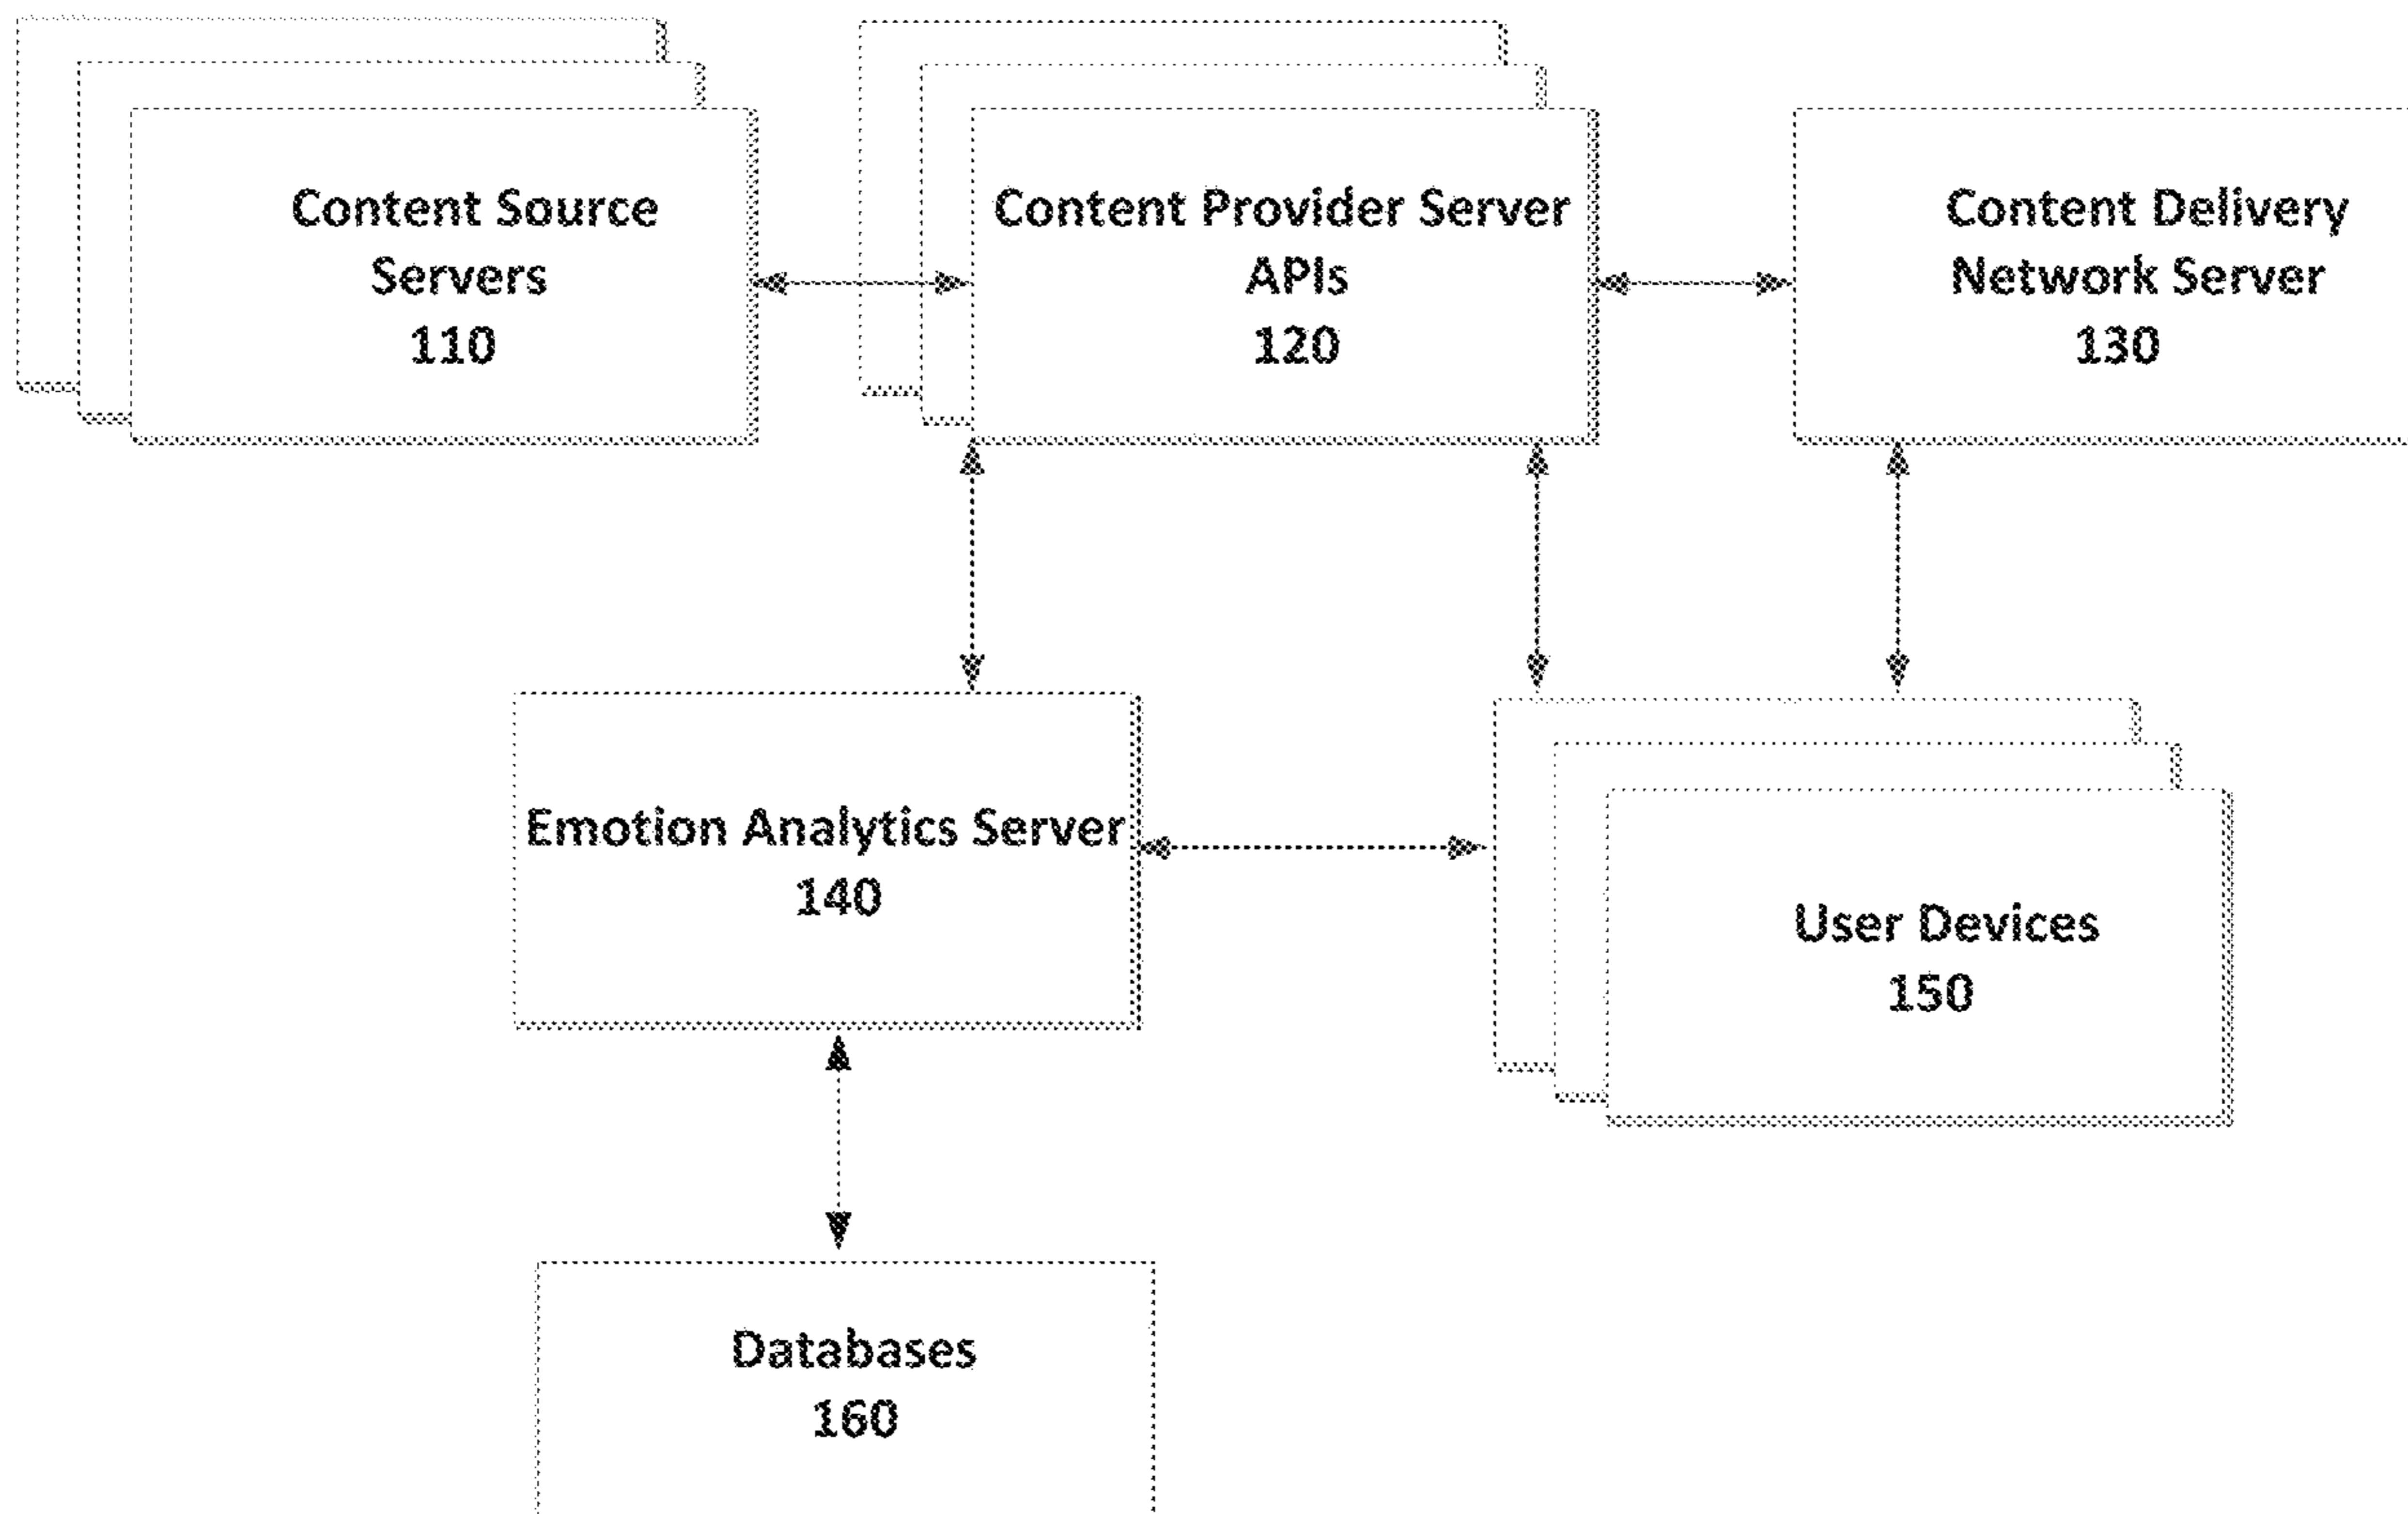 Content Source
Servers
110
Content Provider Server
APIs
120
Content Delivery
Network Server
130
Emotion Analytics Server
140
User Devices
150
Databases
160